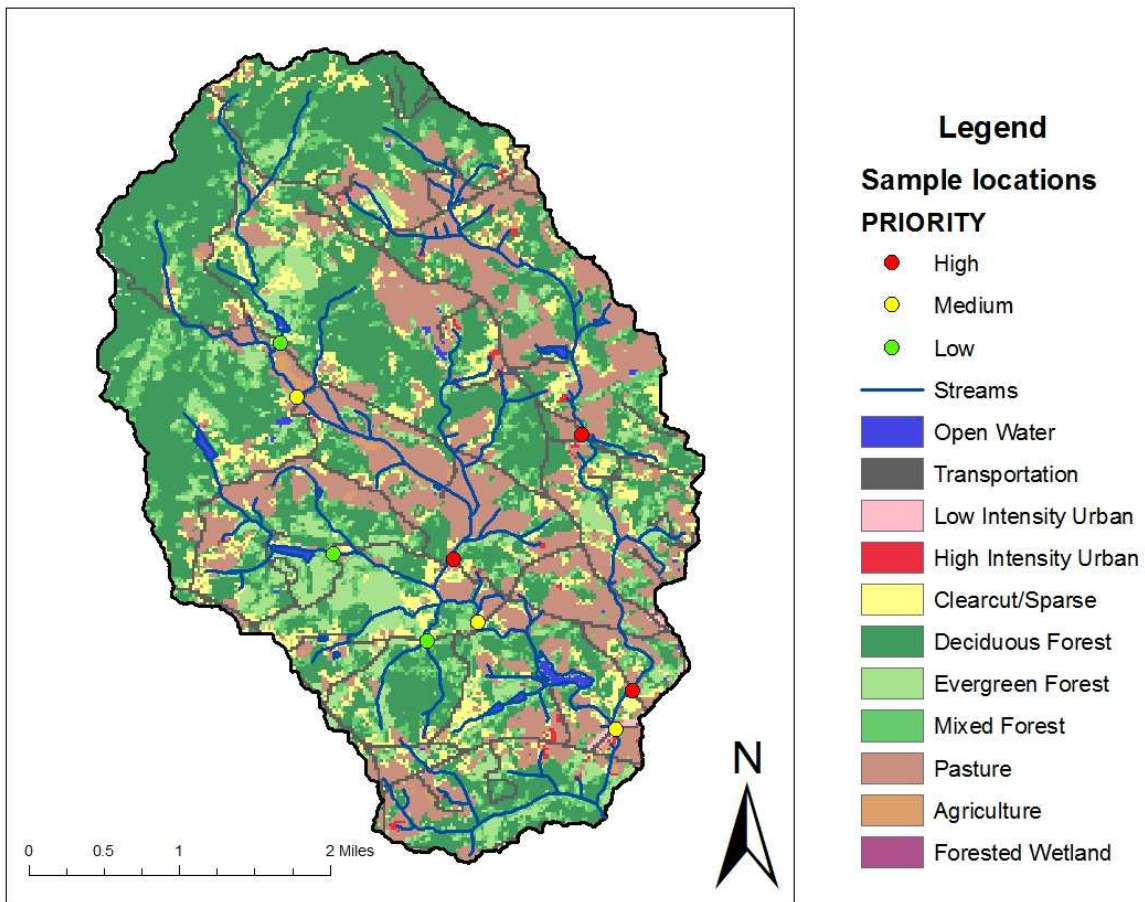 Legend
Sample locations
PRIORITY
High
Medium
Low
Streams
Open Water
Transportation
Low Intensity Urban
High Intensity Urban
Clearcut/Sparse
Deciduous Forest
Evergreen Forest
Mixed Forest
Pasture
Agriculture
Forested Wetland
N
0 0.5 1 2 Miles